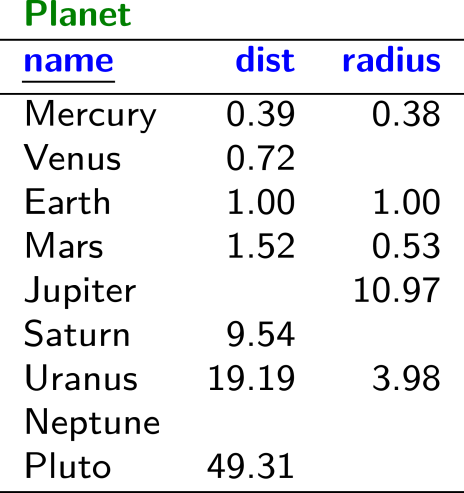 Planet
name dist radius
Mercury 0.39 0.38
Venus 0.72
Earth 1.00 1.00
Mars 1.52 0.53
Jupiter 10.97
Saturn 9.54
Uranus 19.19 3.98
Neptune
Pluto 49.31